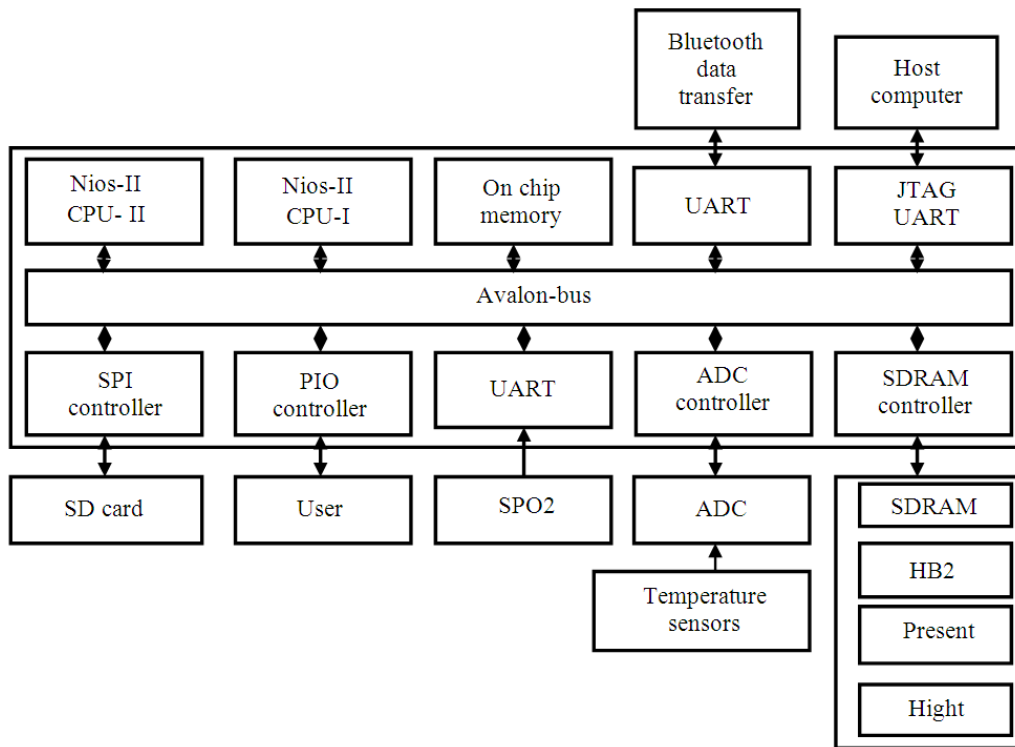 Bluetooth
data
transfer
Host
computer
Nios-II
CPU- II
Nios-II
CPU-I
On chip
memory
UART
JTAG
UART
Avalon-bus
SPI
controller
PIO
controller
UART
ADC
controller
SDRAM
controller
SD card
User
SPO2
ADC
SDRAM
HB2
Temperature
sensors
Present
Hight